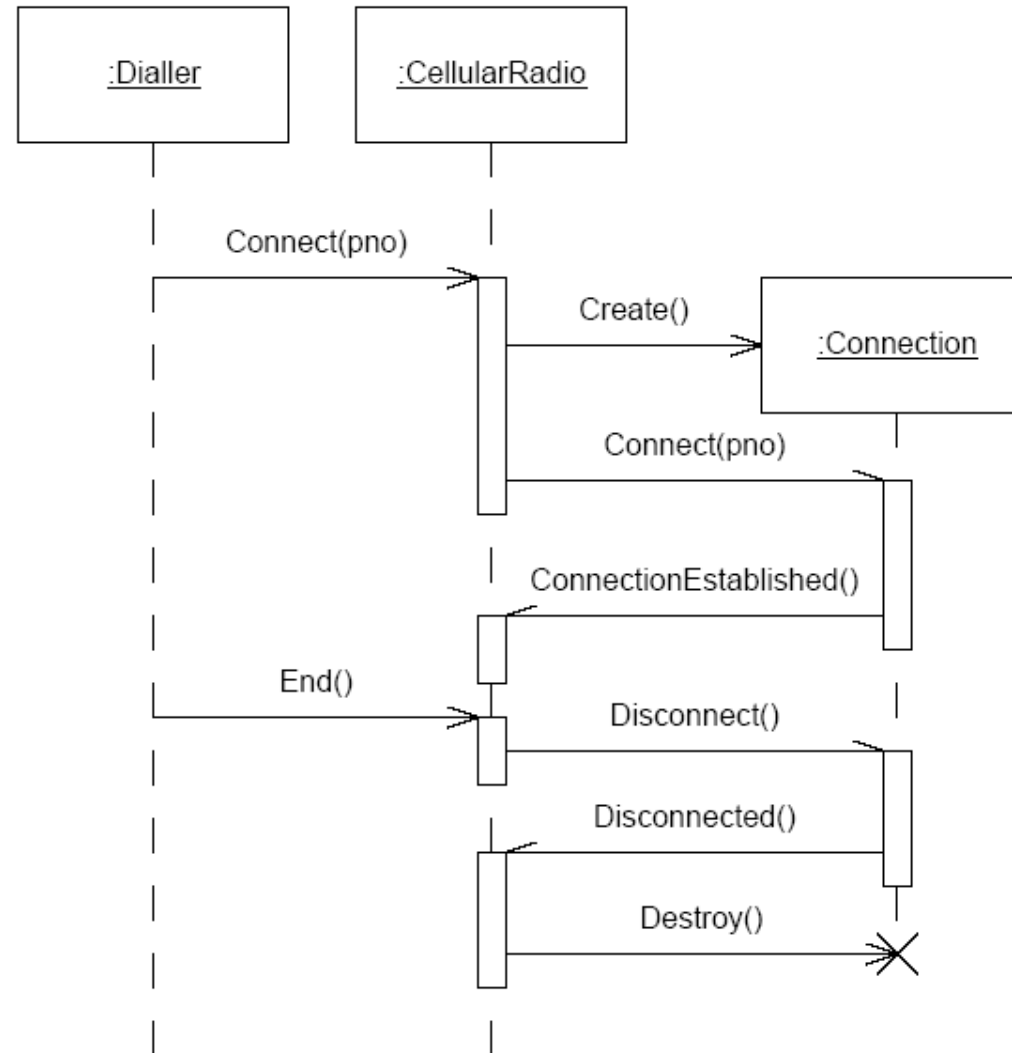 :Dialler
:CellularRadio
Connect(pno)
Create()
:Connection
Connect(pno)
ConnectionEstablished()
End()
Disconnect()
Disconnected()
Destroy()